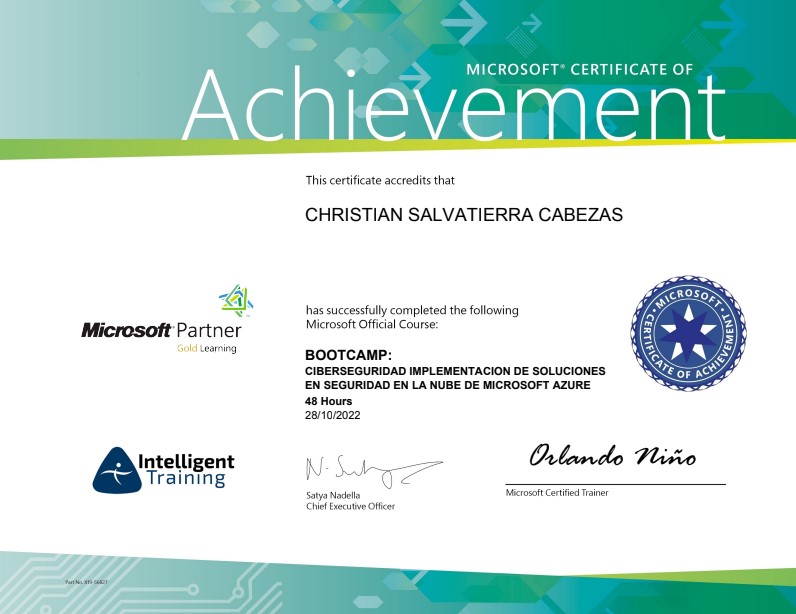 MICROSOFT® CERTIFICATE OF
Achievement
This certificate accredits that
CHRISTIAN SALVATIERRA CABEZAS
Microsoft Partner
Gold Learning
has successfully completed the following
Microsoft Official Course:
BOOTCAMP:
CIBERSEGURIDAD IMPLEMENTACION DE SOLUCIONES
EN SEGURIDAD EN LA NUBE DE MICROSOFT AZURE
48 Hours
28/10/2022
MICROSOFT • CERTIFICATE OF ACHIEVEMENT •
Intelligent
Training
Satya Nadella
Chief Executive Officer
Orlando Niño
Microsoft Certified Trainer